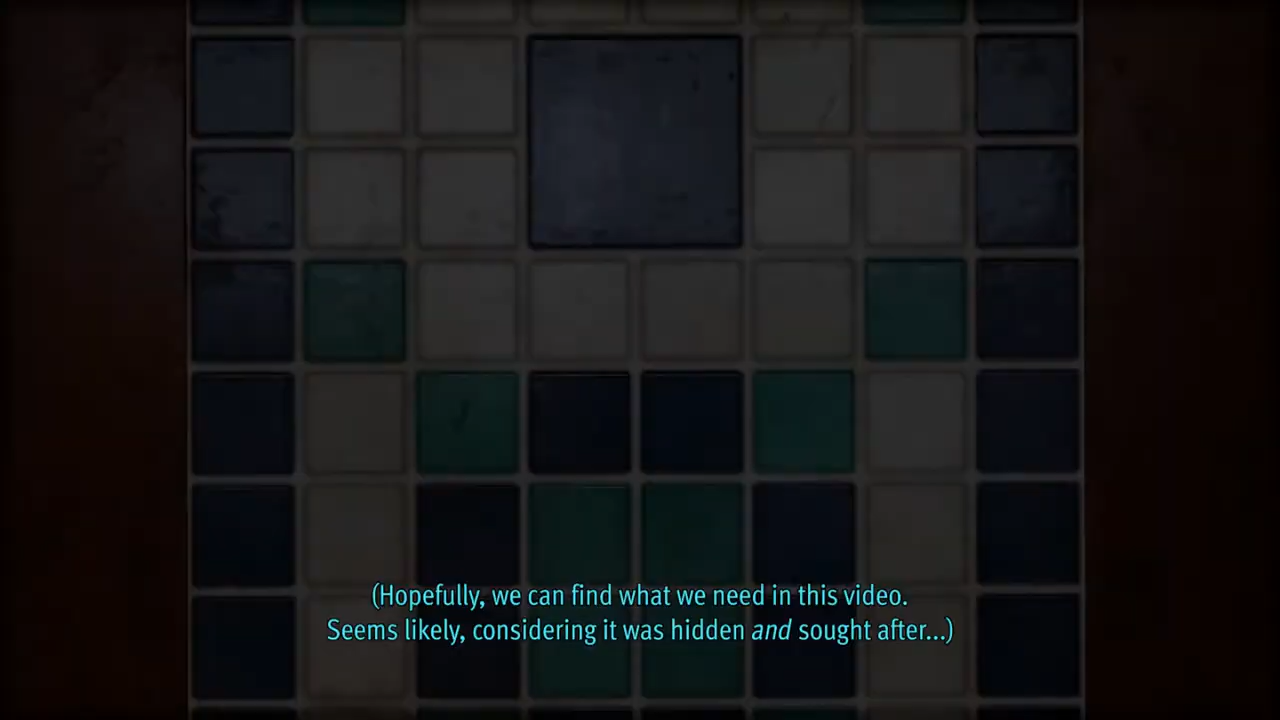 (Hopefully, we can find what we need in this video.
Seems likely, considering it was hidden and sought after...)